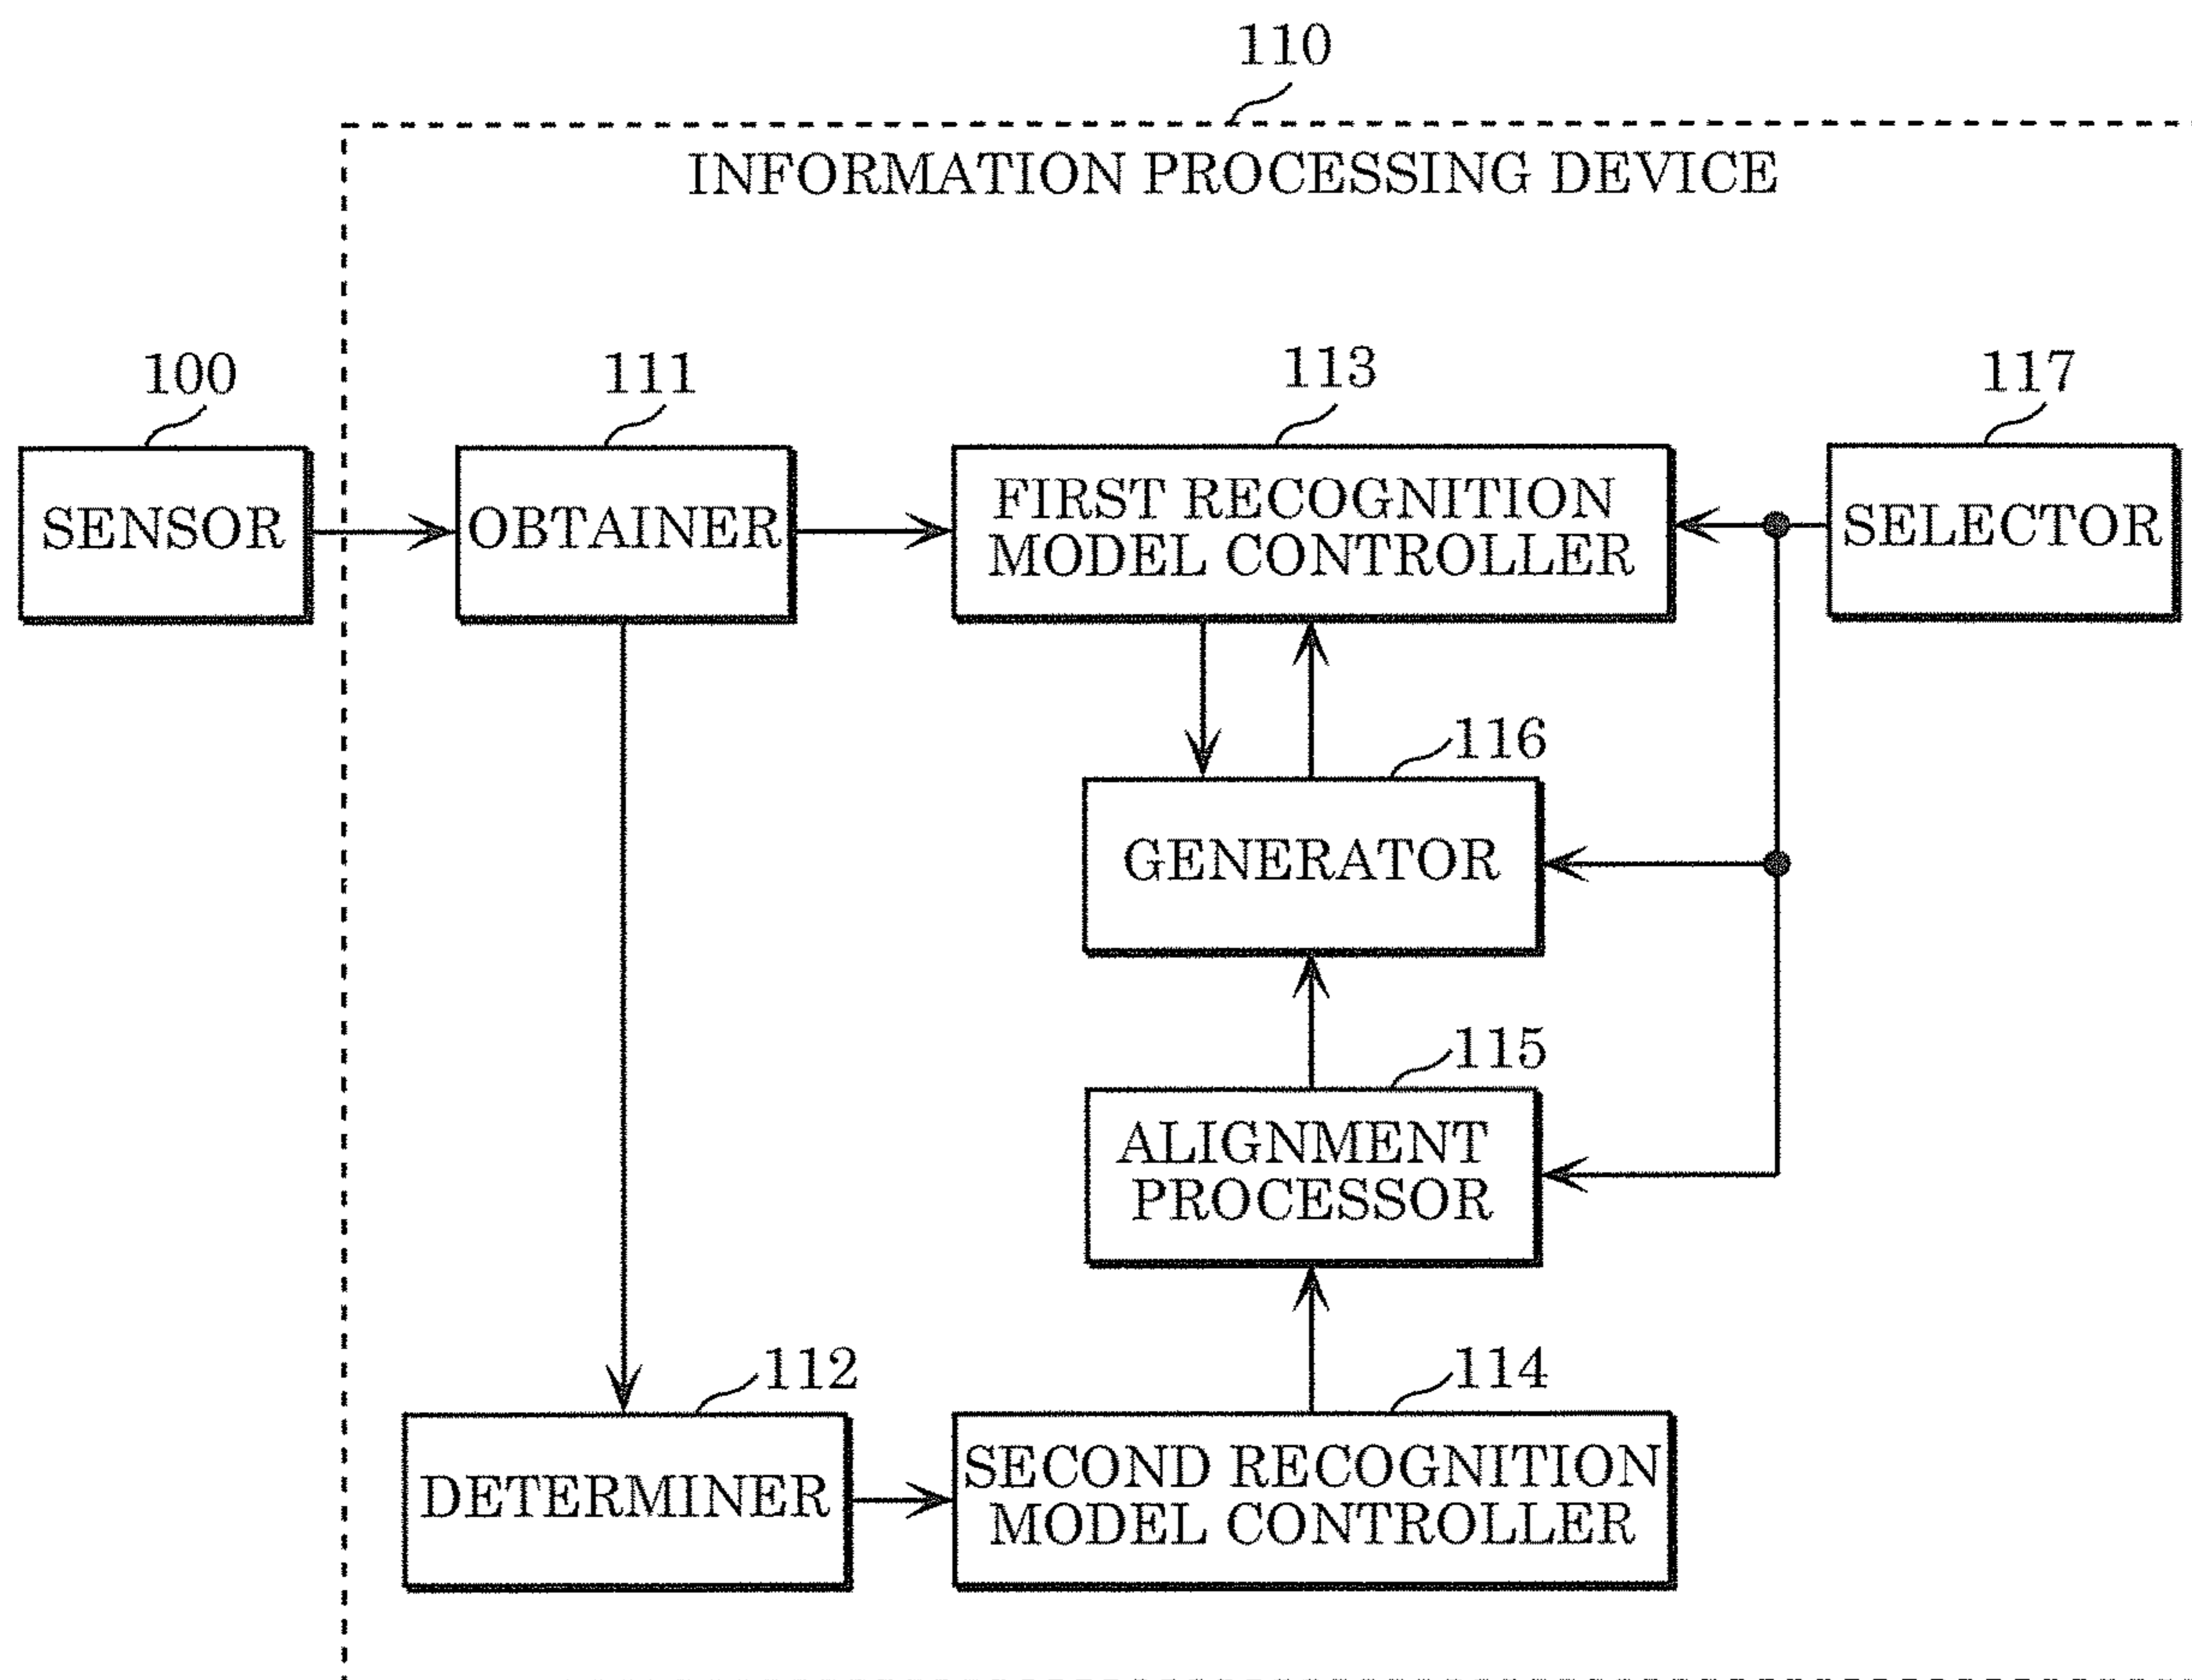 110
INFORMATION PROCESSING DEVICE
100
111
113
117
SENSOR
OBTAINER
FIRST RECOGNITION
MODEL CONTROLLER
SELECTOR
116
GENERATOR
115
ALIGNMENT
PROCESSOR
112
114
DETERMINER
SECOND RECOGNITION
MODEL CONTROLLER